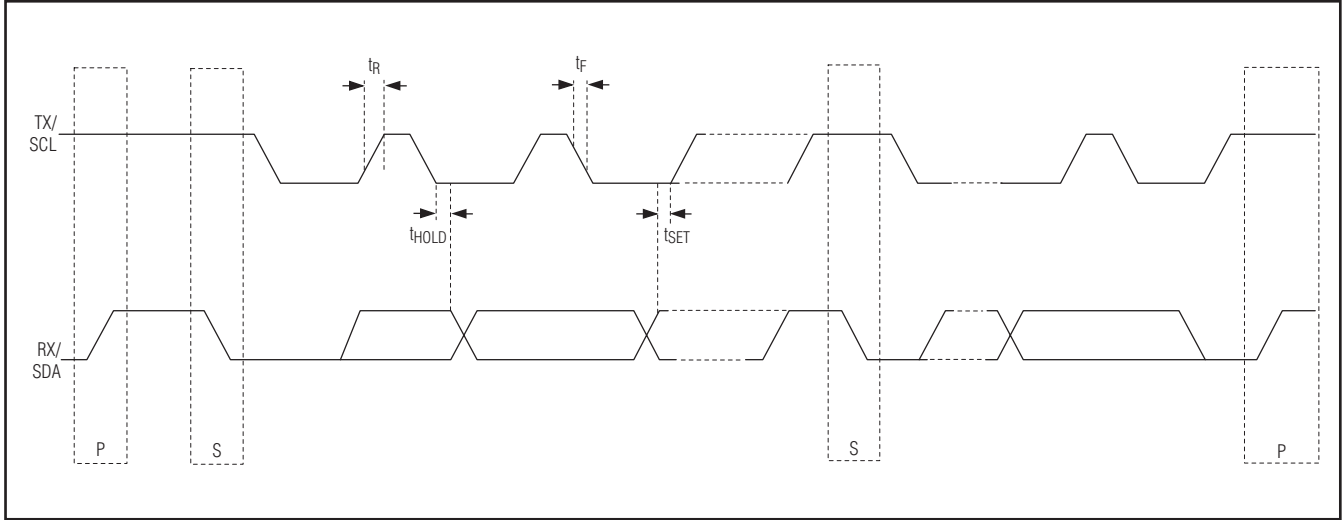 tR
tF
TX/
SCL
tHOLD
tSET
RX/
SDA
P
S
S
P